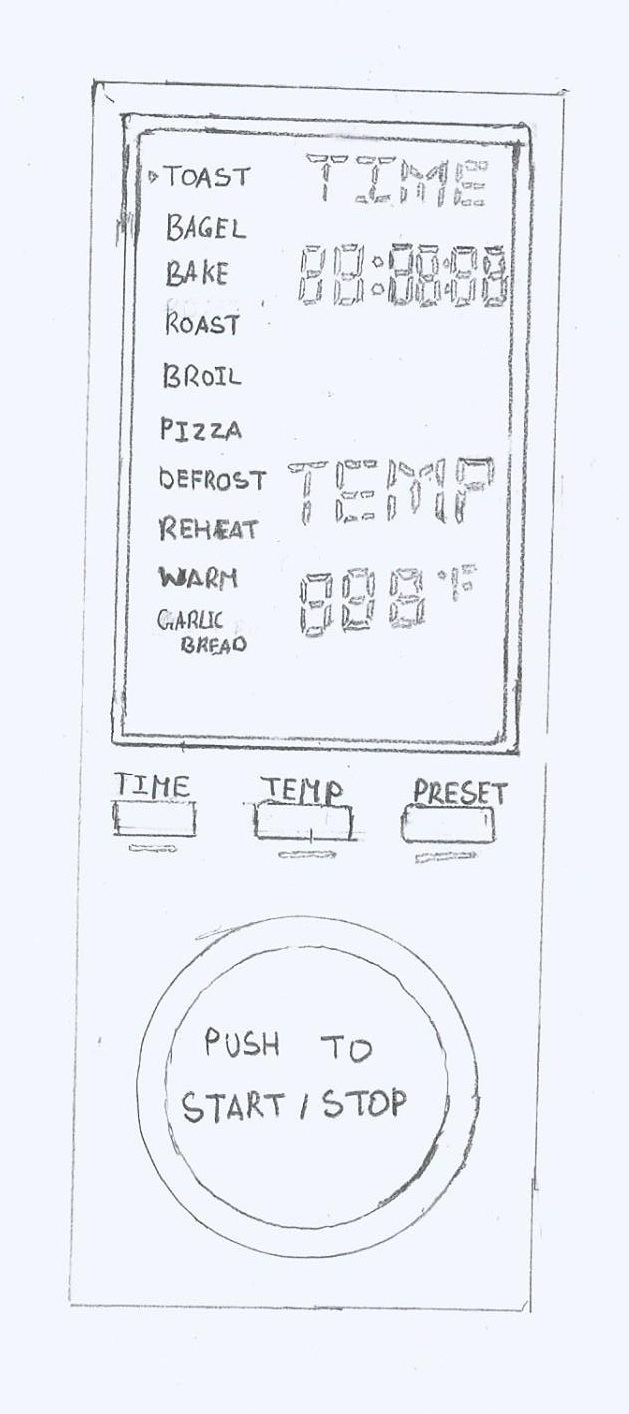 TOAST
BAGEL
BAKE
ROAST
BROIL
PIZZA
DEFROST
REHEAT
WARM
GARLIC
BREAD
TIME
88:88:88
TEMP
888°F
TIME
TEMP
PRESET
PUSH TO
START / STOP